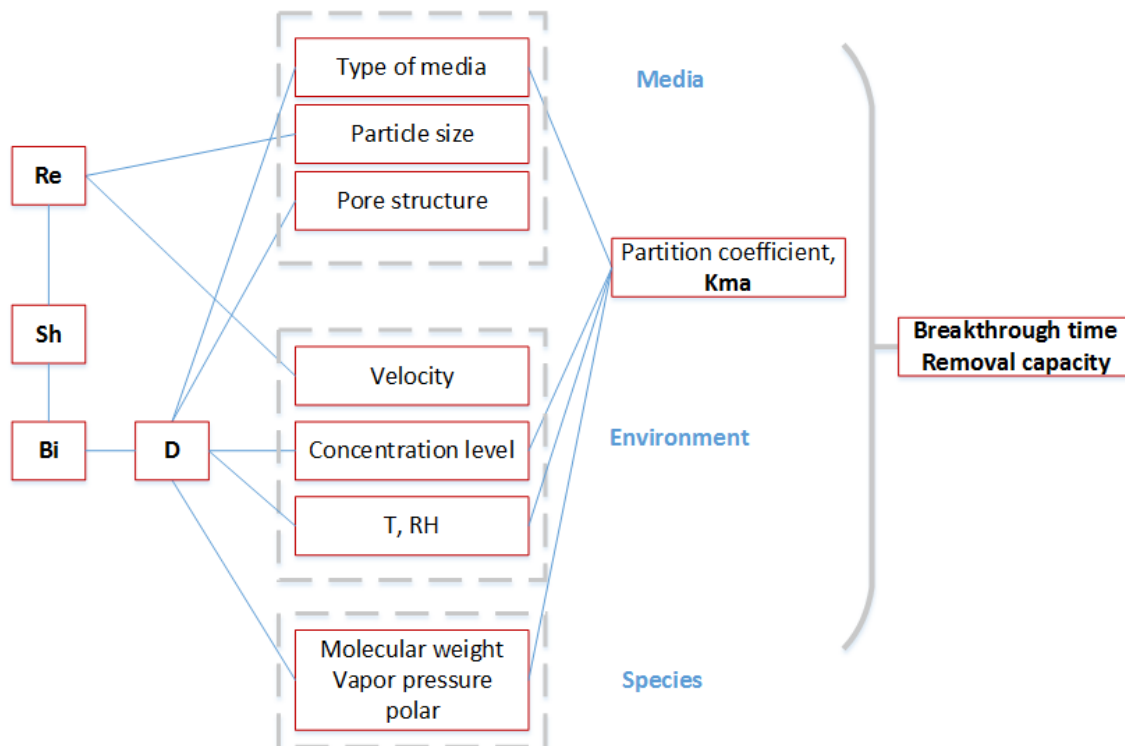 Type of media
Media
Particle size
Re
Pore structure
Partition coefficient,
Kma
Sh
Breakthrough time
Removal capacity
Velocity
Environment
Bi
D
Concentration level
T, RH
Molecular weight
Vapor pressure
polar
Species